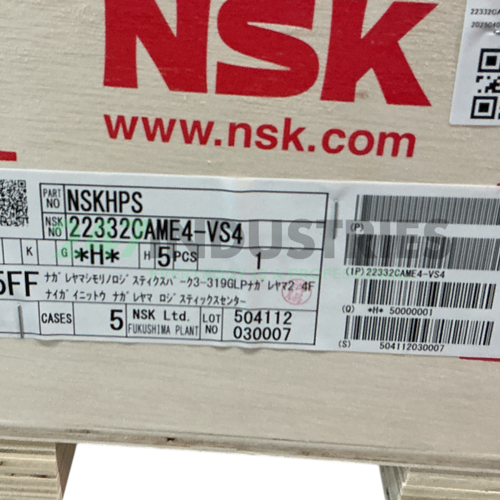 NSK
www.nsk.com
22332CA
PART NO NSKHPS
NSK NO 22332CAME4-VS4
K G *H* H 5PCS 1
5FF ナガレヤマシモリノロジスティクスパーク3-319GLPナガレヤマ2.4F
ナイガイニットウ ナガレヤマ ロジスティックスセンター
CASES 5 NSK Ltd. FUKUSHIMA PLANT LOT NO 504112 030007
(P)
(1P)22332CAME4-VS4
(Q) *H* 50000001
(S) 504112030007
INDUSTRIES